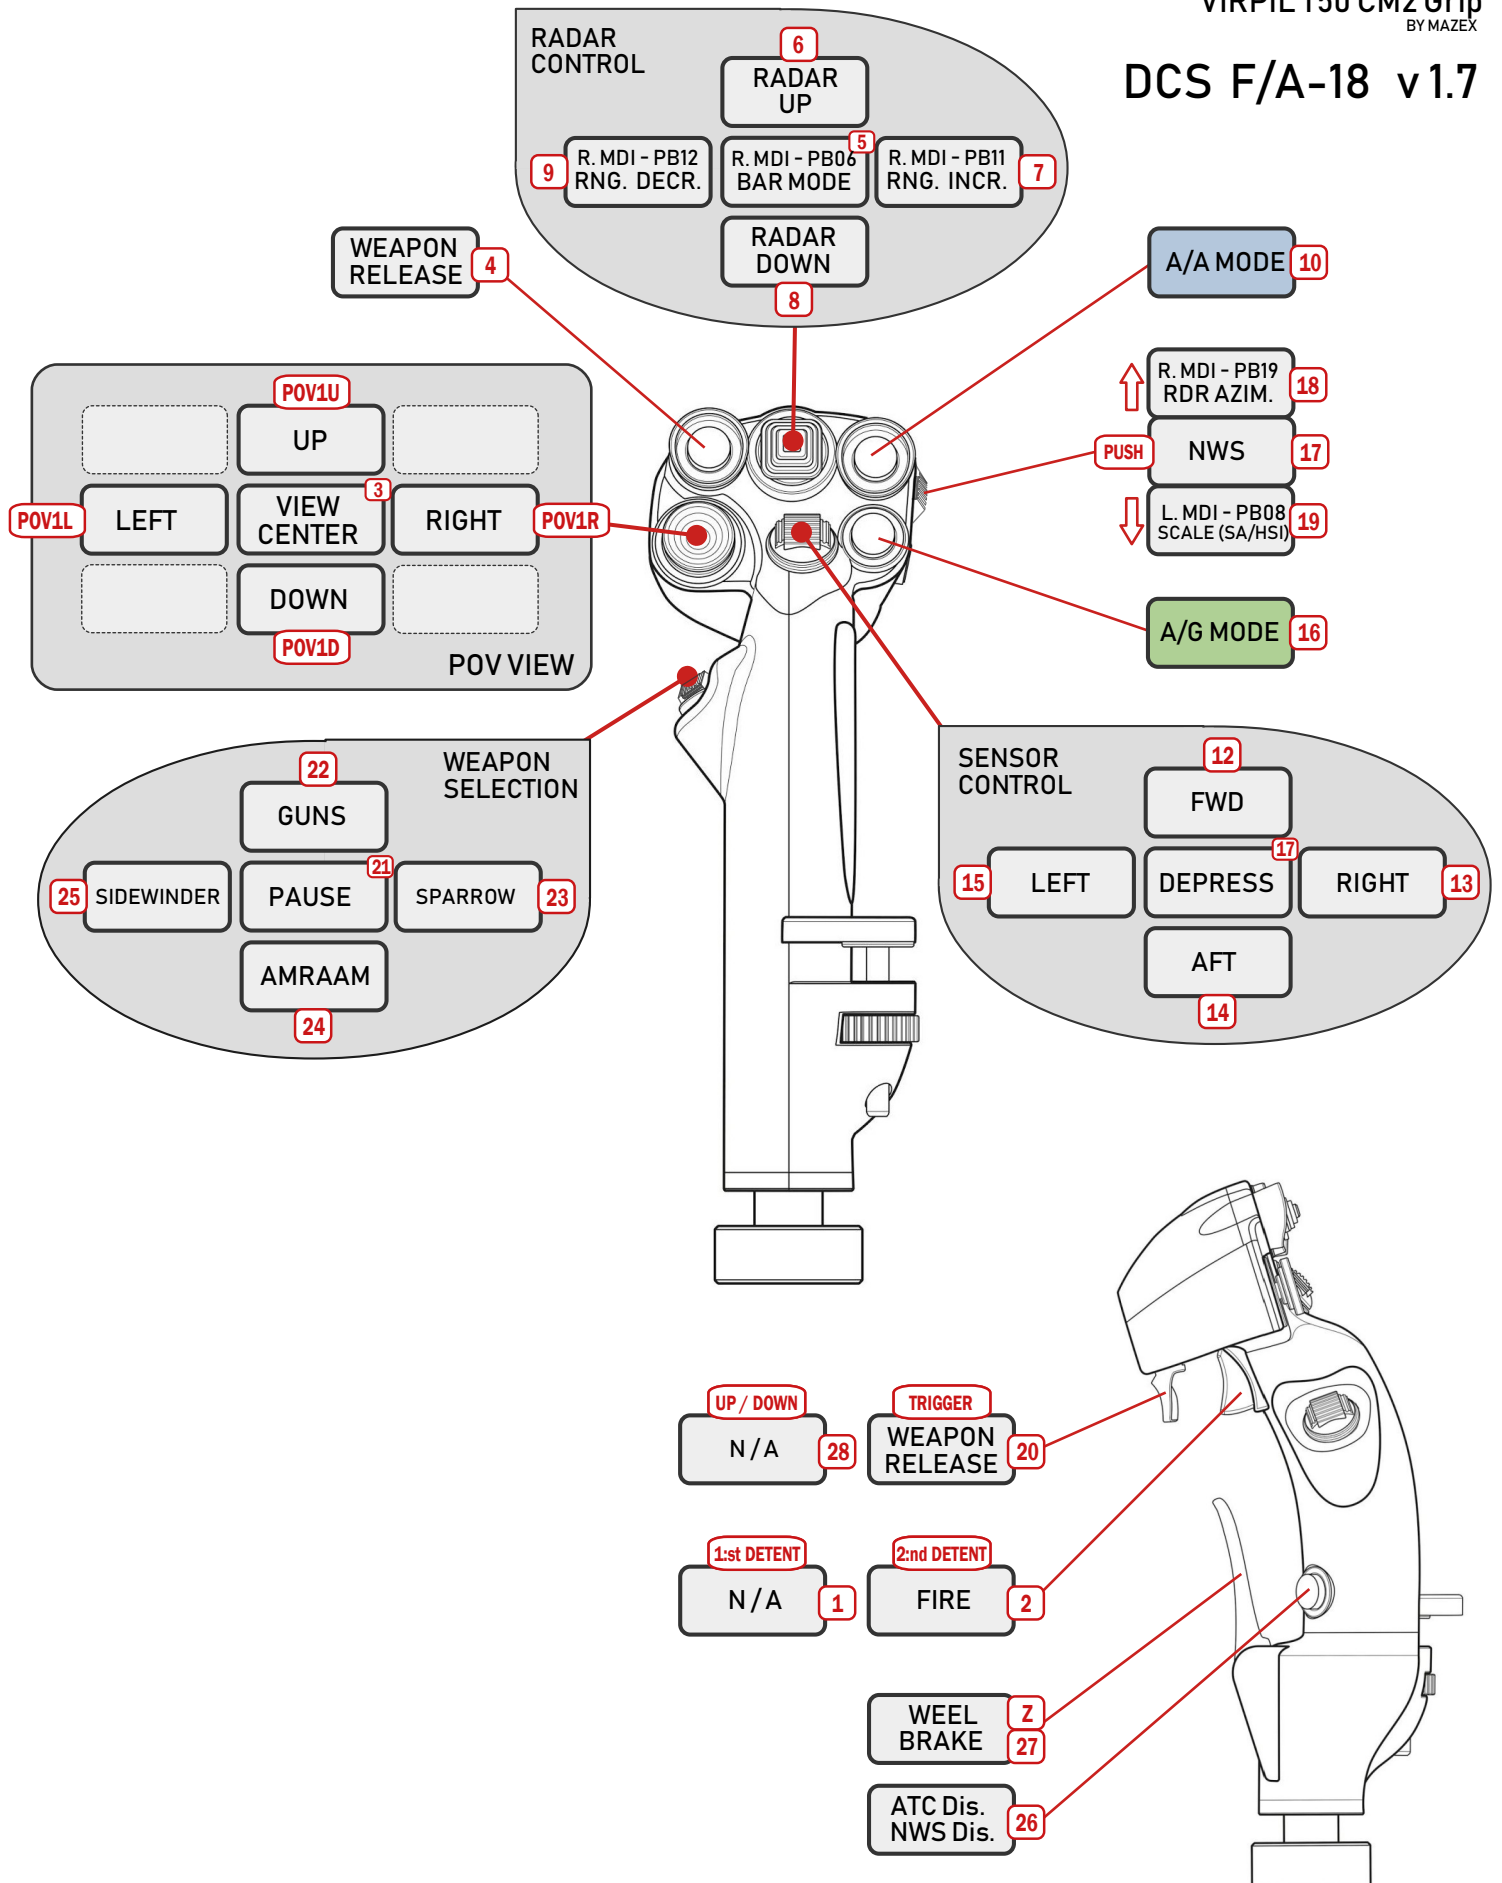 VIRPIL T50 CM2 Grip
BY MAZEX
DCS F/A-18 v 1.7
RADAR
CONTROL
6
RADAR
UP
9
R. MDI - PB12
RNG. DECR.
5
R. MDI - PB06
BAR MODE
R. MDI - PB11
RNG. INCR.
7
RADAR
DOWN
8
WEAPON
RELEASE
4
A/A MODE
10
R. MDI - PB19
RDR AZIM.
18
PUSH
NWS
17
L. MDI - PB08
SCALE (SA/HSI)
19
A/G MODE
16
POV1U
UP
POV1L
LEFT
3
VIEW
CENTER
RIGHT
POV1R
DOWN
POV1D
POV VIEW
WEAPON
SELECTION
22
GUNS
25
SIDEWINDER
21
PAUSE
SPARROW
23
AMRAAM
24
SENSOR
CONTROL
12
FWD
15
LEFT
17
DEPRESS
RIGHT
13
AFT
14
UP / DOWN
N / A
28
TRIGGER
WEAPON
RELEASE
20
1:st DETENT
N / A
1
2:nd DETENT
FIRE
2
WEEL
BRAKE
Z
27
ATC Dis.
NWS Dis.
26